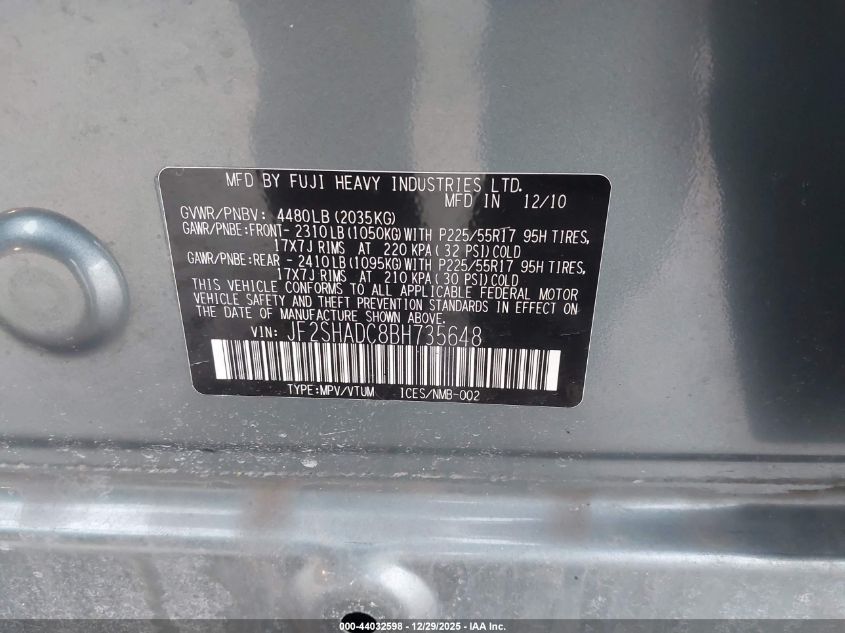 MFD BY FUJI HEAVY INDUSTRIES LTD.
MFD IN 12/10
GVWR/PNBV: 4480LB(2035KG)
GAWR/PNBE:FRONT- 2310LB(1050KG)WITH P225/55R17 95H TIRES,
17X7J RIMS AT 220 KPA(32 PSI)COLD
GAWR/PNBE:REAR - 2410LB(1095KG)WITH P225/55R17 95H TIRES,
17X7J RIMS AT 210 KPA(30 PSI)COLD
THIS VEHICLE CONFORMS TO ALL APPLICABLE FEDERAL MOTOR
VEHICLE SAFETY AND THEFT PREVENTION STANDARDS IN EFFECT ON
THE DATE OF MANUFACTURE SHOWN ABOVE.
VIN: JF2SHADC8BH735648
TYPE:MPV/VTUM ICES/NMB-002
000-44032598 - 12/29/2025 - IAA Inc.